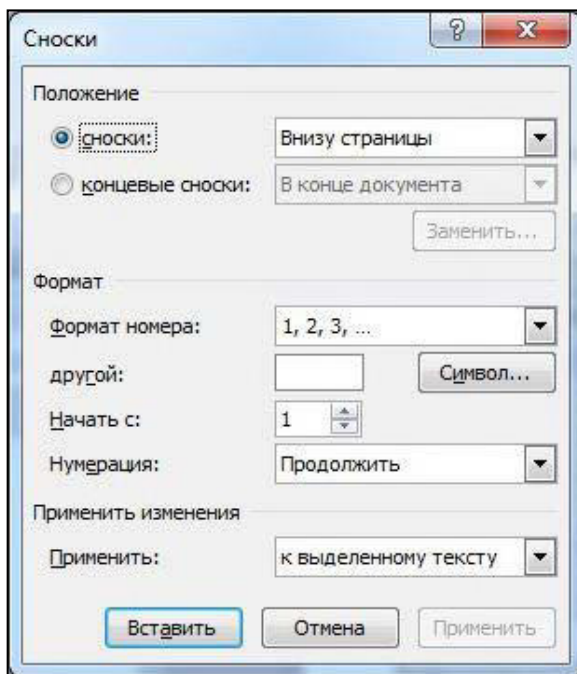 Сноски
Положение
сноски: Внизу страницы
концевые сноски: В конце документа
Заменить...
Формат
Формат номера: 1, 2, 3, ...
другой: Символ...
Начать с: 1
Нумерация: Продолжить
Применить изменения
Применить: к выделенному тексту
Вставить Отмена Применить